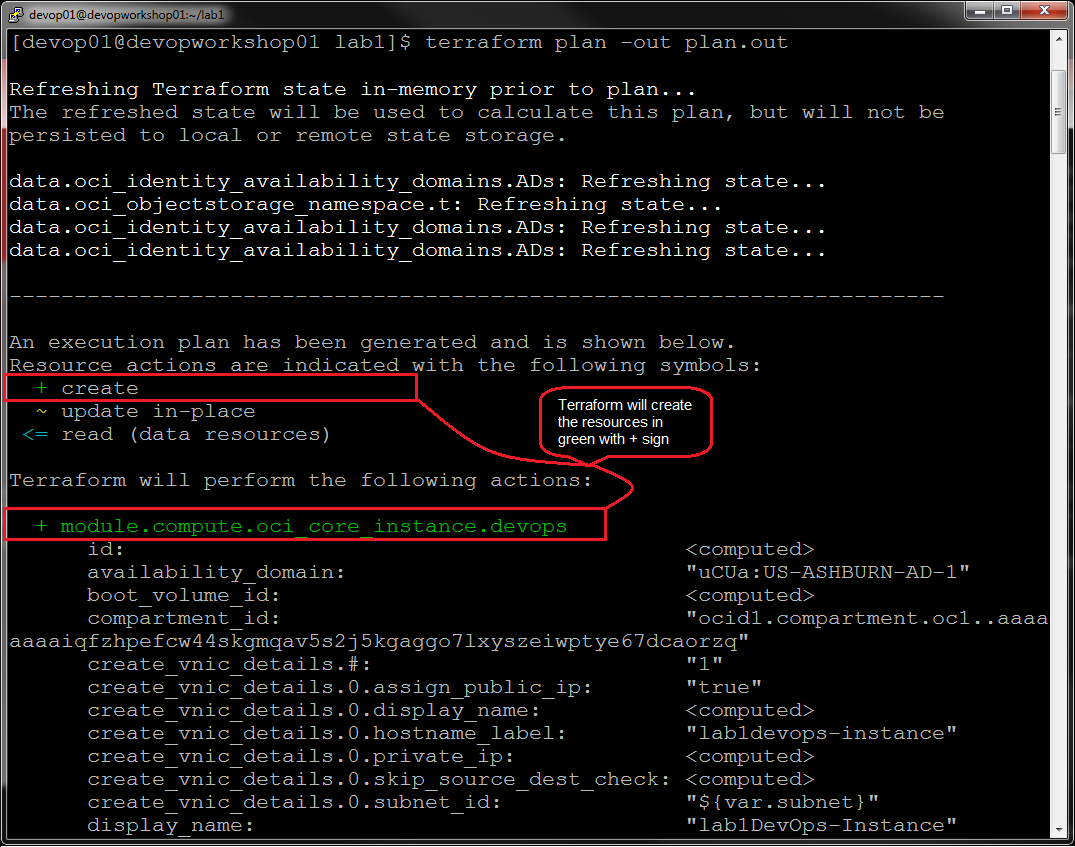 devop01@devopworkshop01:~/lab1
[devop01@devopworkshop01 lab1]$ terraform plan -out plan.out
Refreshing Terraform state in-memory prior to plan...
The refreshed state will be used to calculate this plan, but will not be
persisted to local or remote state storage.
data.oci_identity_availability_domains.ADs: Refreshing state...
data.oci_objectstorage_namespace.t: Refreshing state...
data.oci_identity_availability_domains.ADs: Refreshing state...
data.oci_identity_availability_domains.ADs: Refreshing state...
------------------------------------------------------------------------
An execution plan has been generated and is shown below.
Resource actions are indicated with the following symbols:
+ create
~ update in-place
<= read (data resources)
Terraform will create
the resources in
green with + sign
Terraform will perform the following actions:
+ module.compute.oci_core_instance.devops
id: <computed>
availability_domain: "uCUa:US-ASHBURN-AD-1"
boot_volume_id: <computed>
compartment_id: "ocid1.compartment.oc1..aaaa
aaaaiqfzhpefcw44skgmqav5s2j5kgaggo7lxyszeiwptye67dcaorzq"
create_vnic_details.#: "1"
create_vnic_details.0.assign_public_ip: "true"
create_vnic_details.0.display_name: <computed>
create_vnic_details.0.hostname_label: "lab1devops-instance"
create_vnic_details.0.private_ip: <computed>
create_vnic_details.0.skip_source_dest_check: <computed>
create_vnic_details.0.subnet_id: "${var.subnet}"
display_name: "lab1DevOps-Instance"